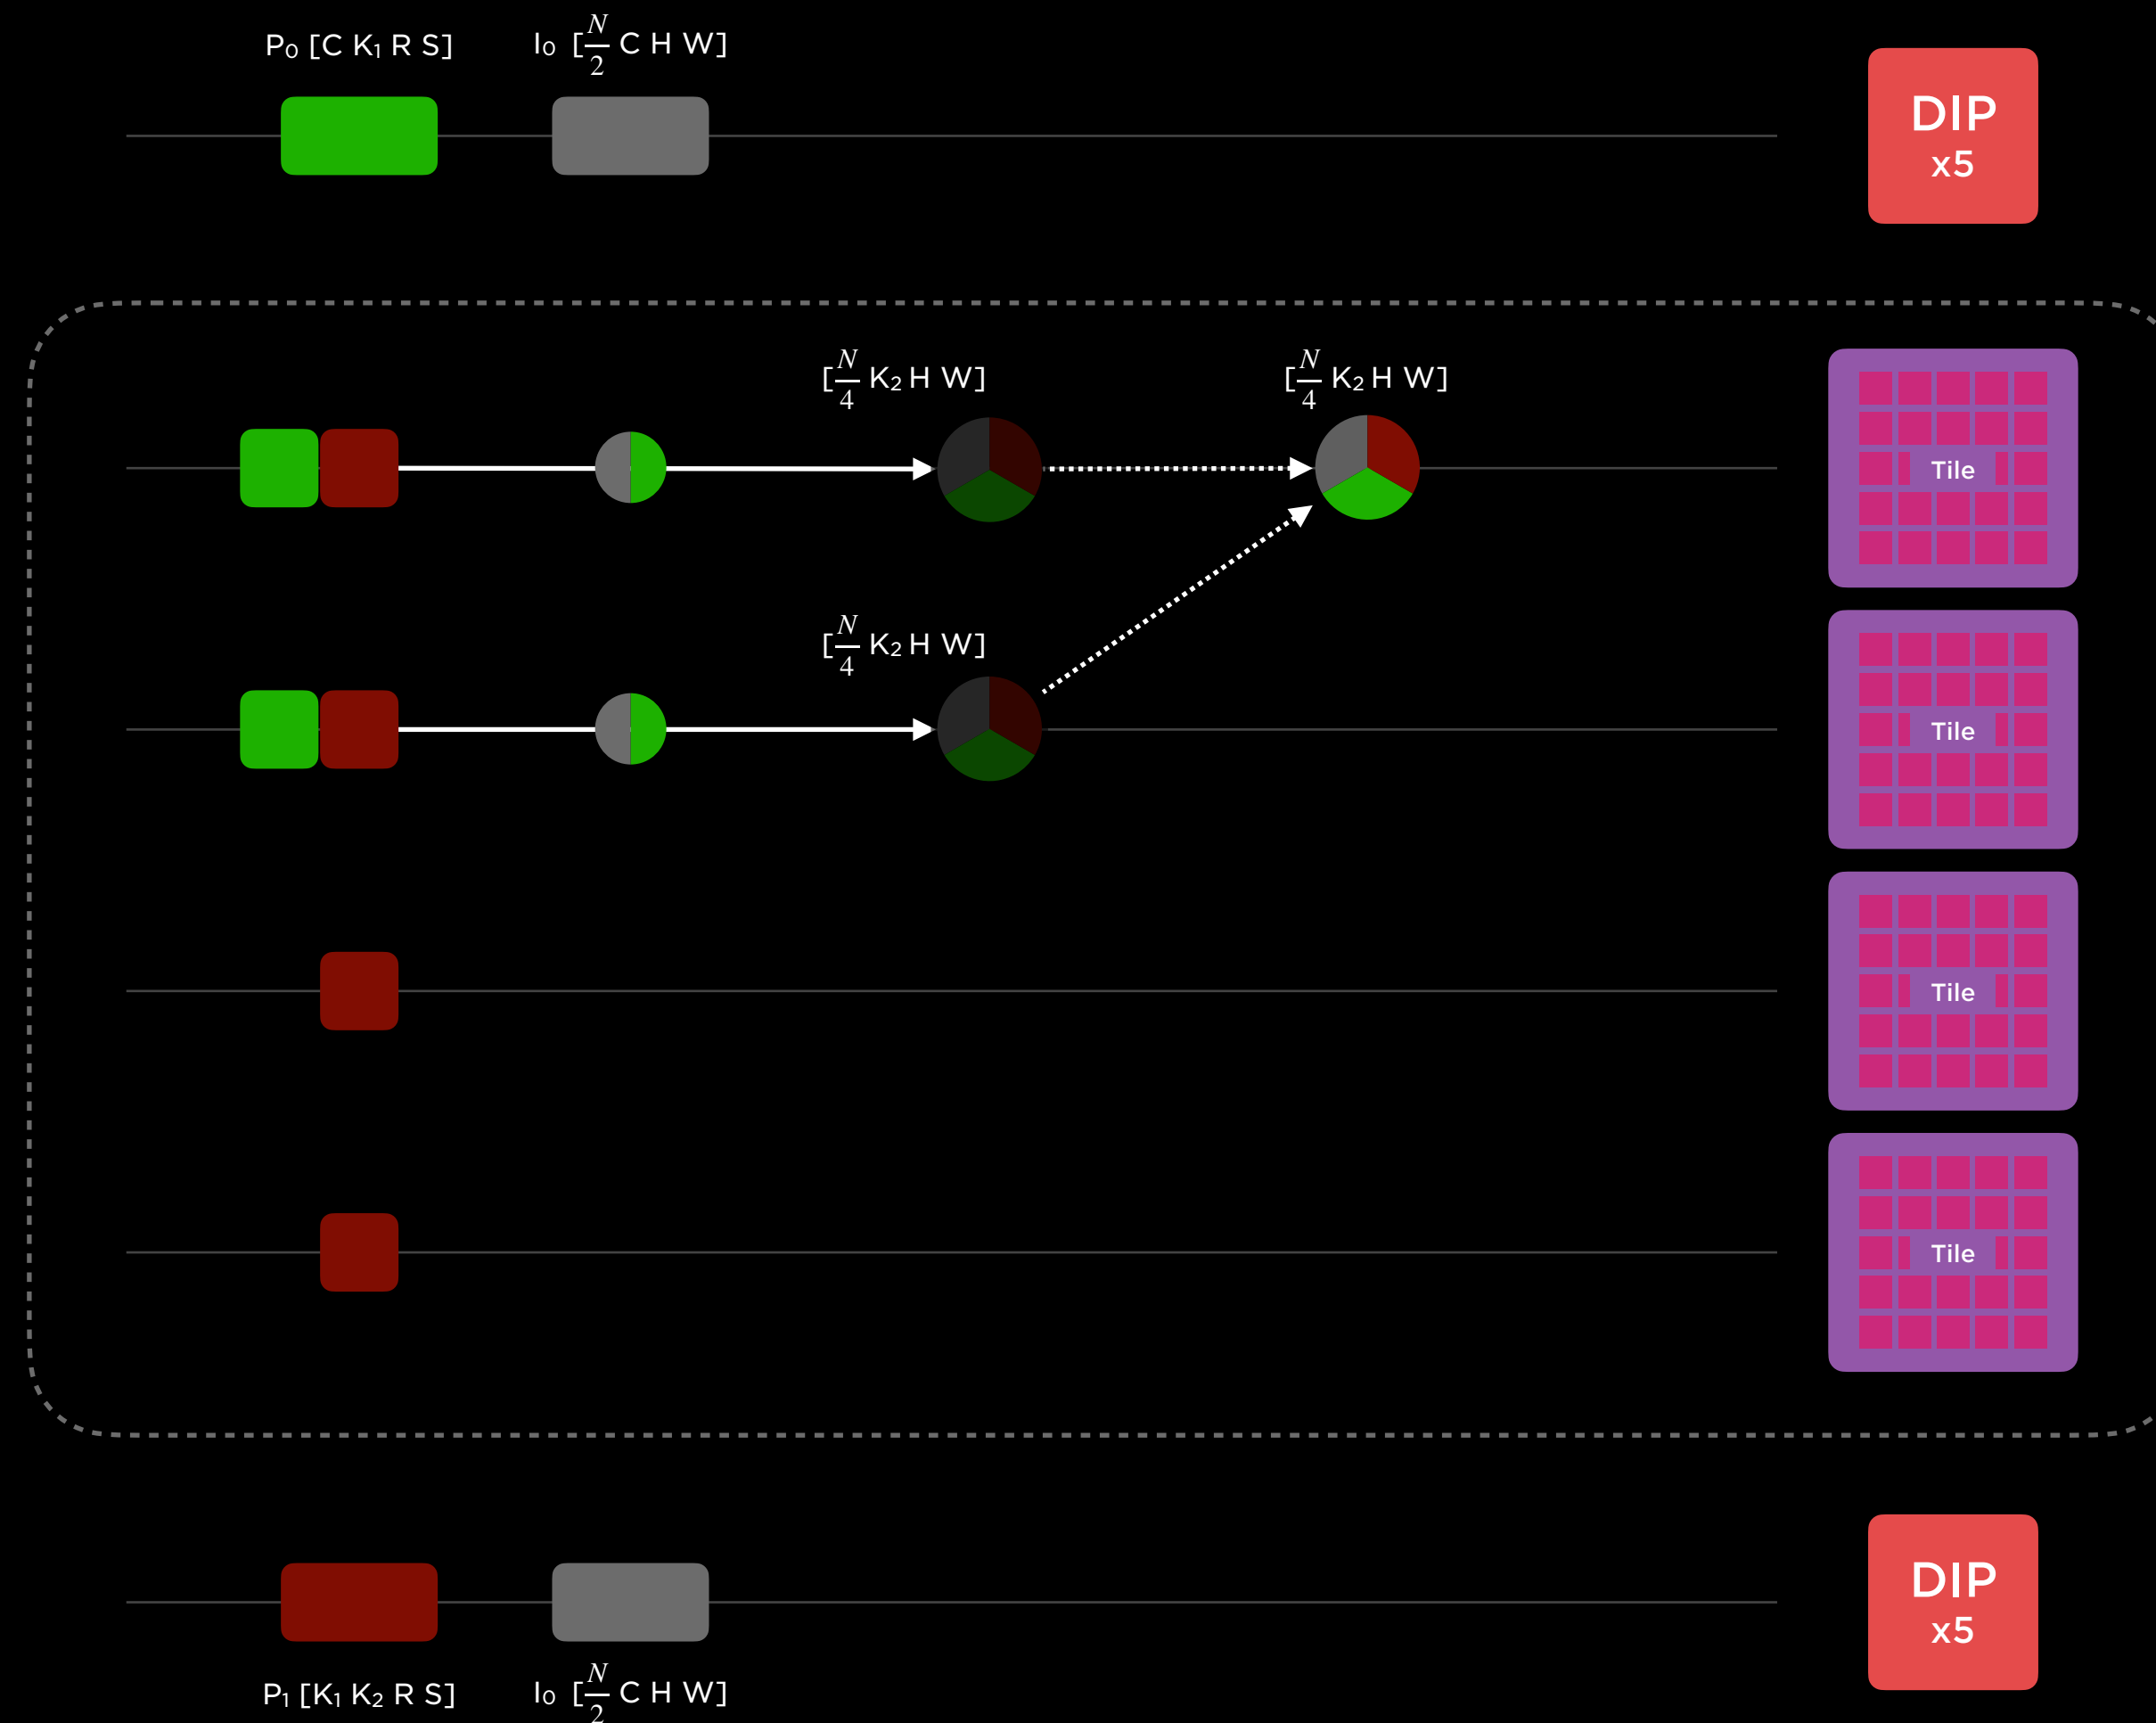 P₀ [C K₁ R S]
I₀ [N/2 C H W]
DIP
x5
[N/4 K₂ H W]
[N/4 K₂ H W]
Tile
[N/4 K₂ H W]
Tile
Tile
Tile
DIP
x5
P₁ [K₁ K₂ R S]
I₀ [N/2 C H W]